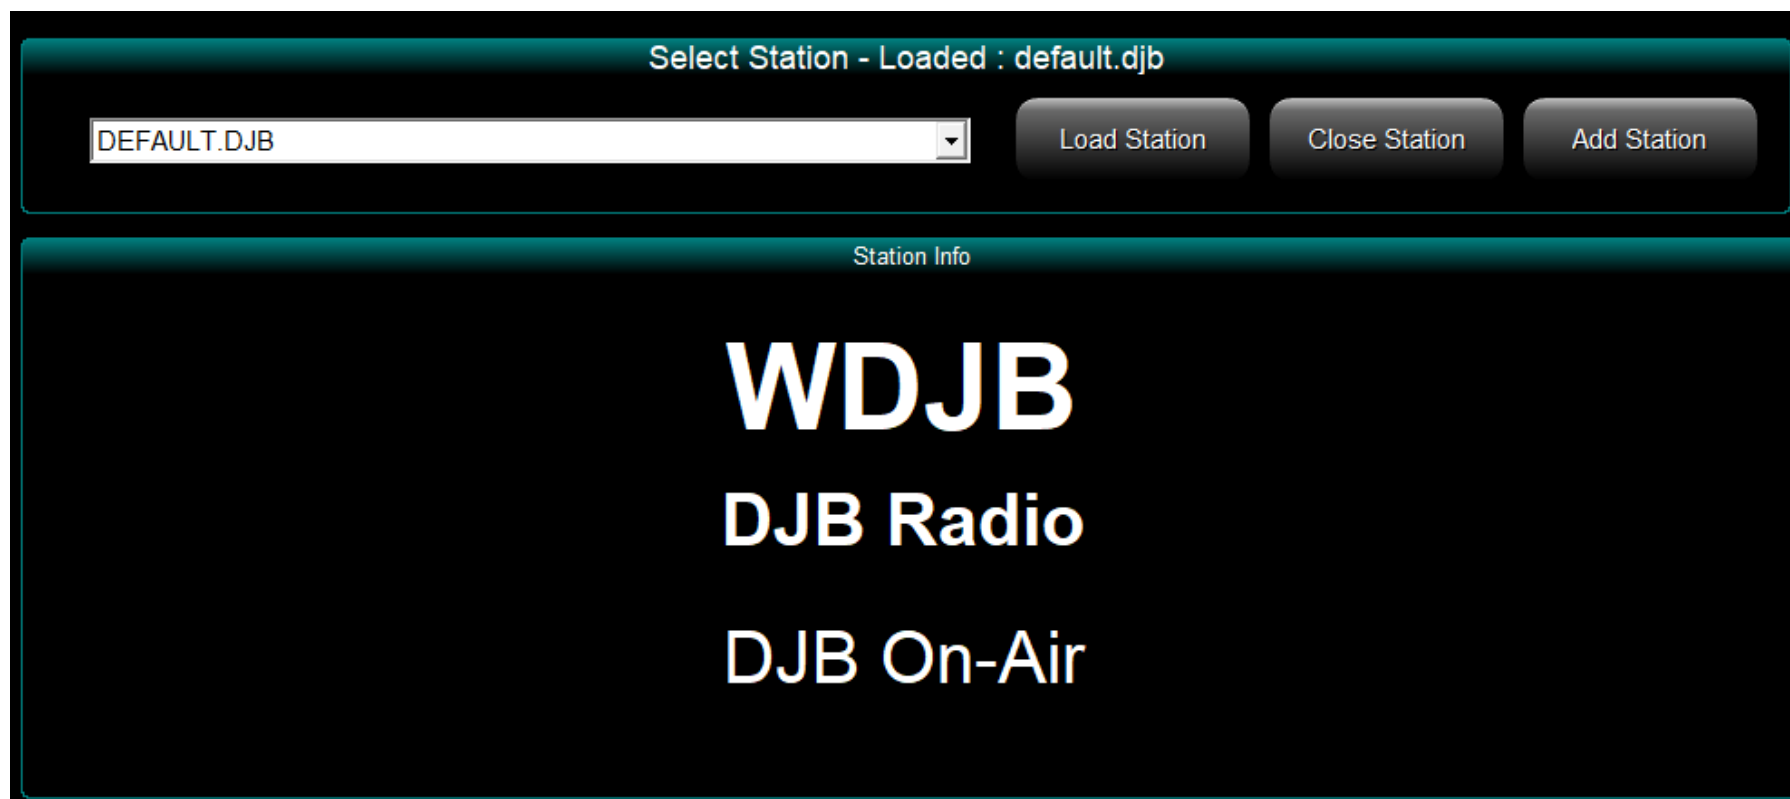 Select Station - Loaded : default.djb
DEFAULT.DJB
Load Station
Close Station
Add Station
Station Info
WDJB
DJB Radio
DJB On-Air